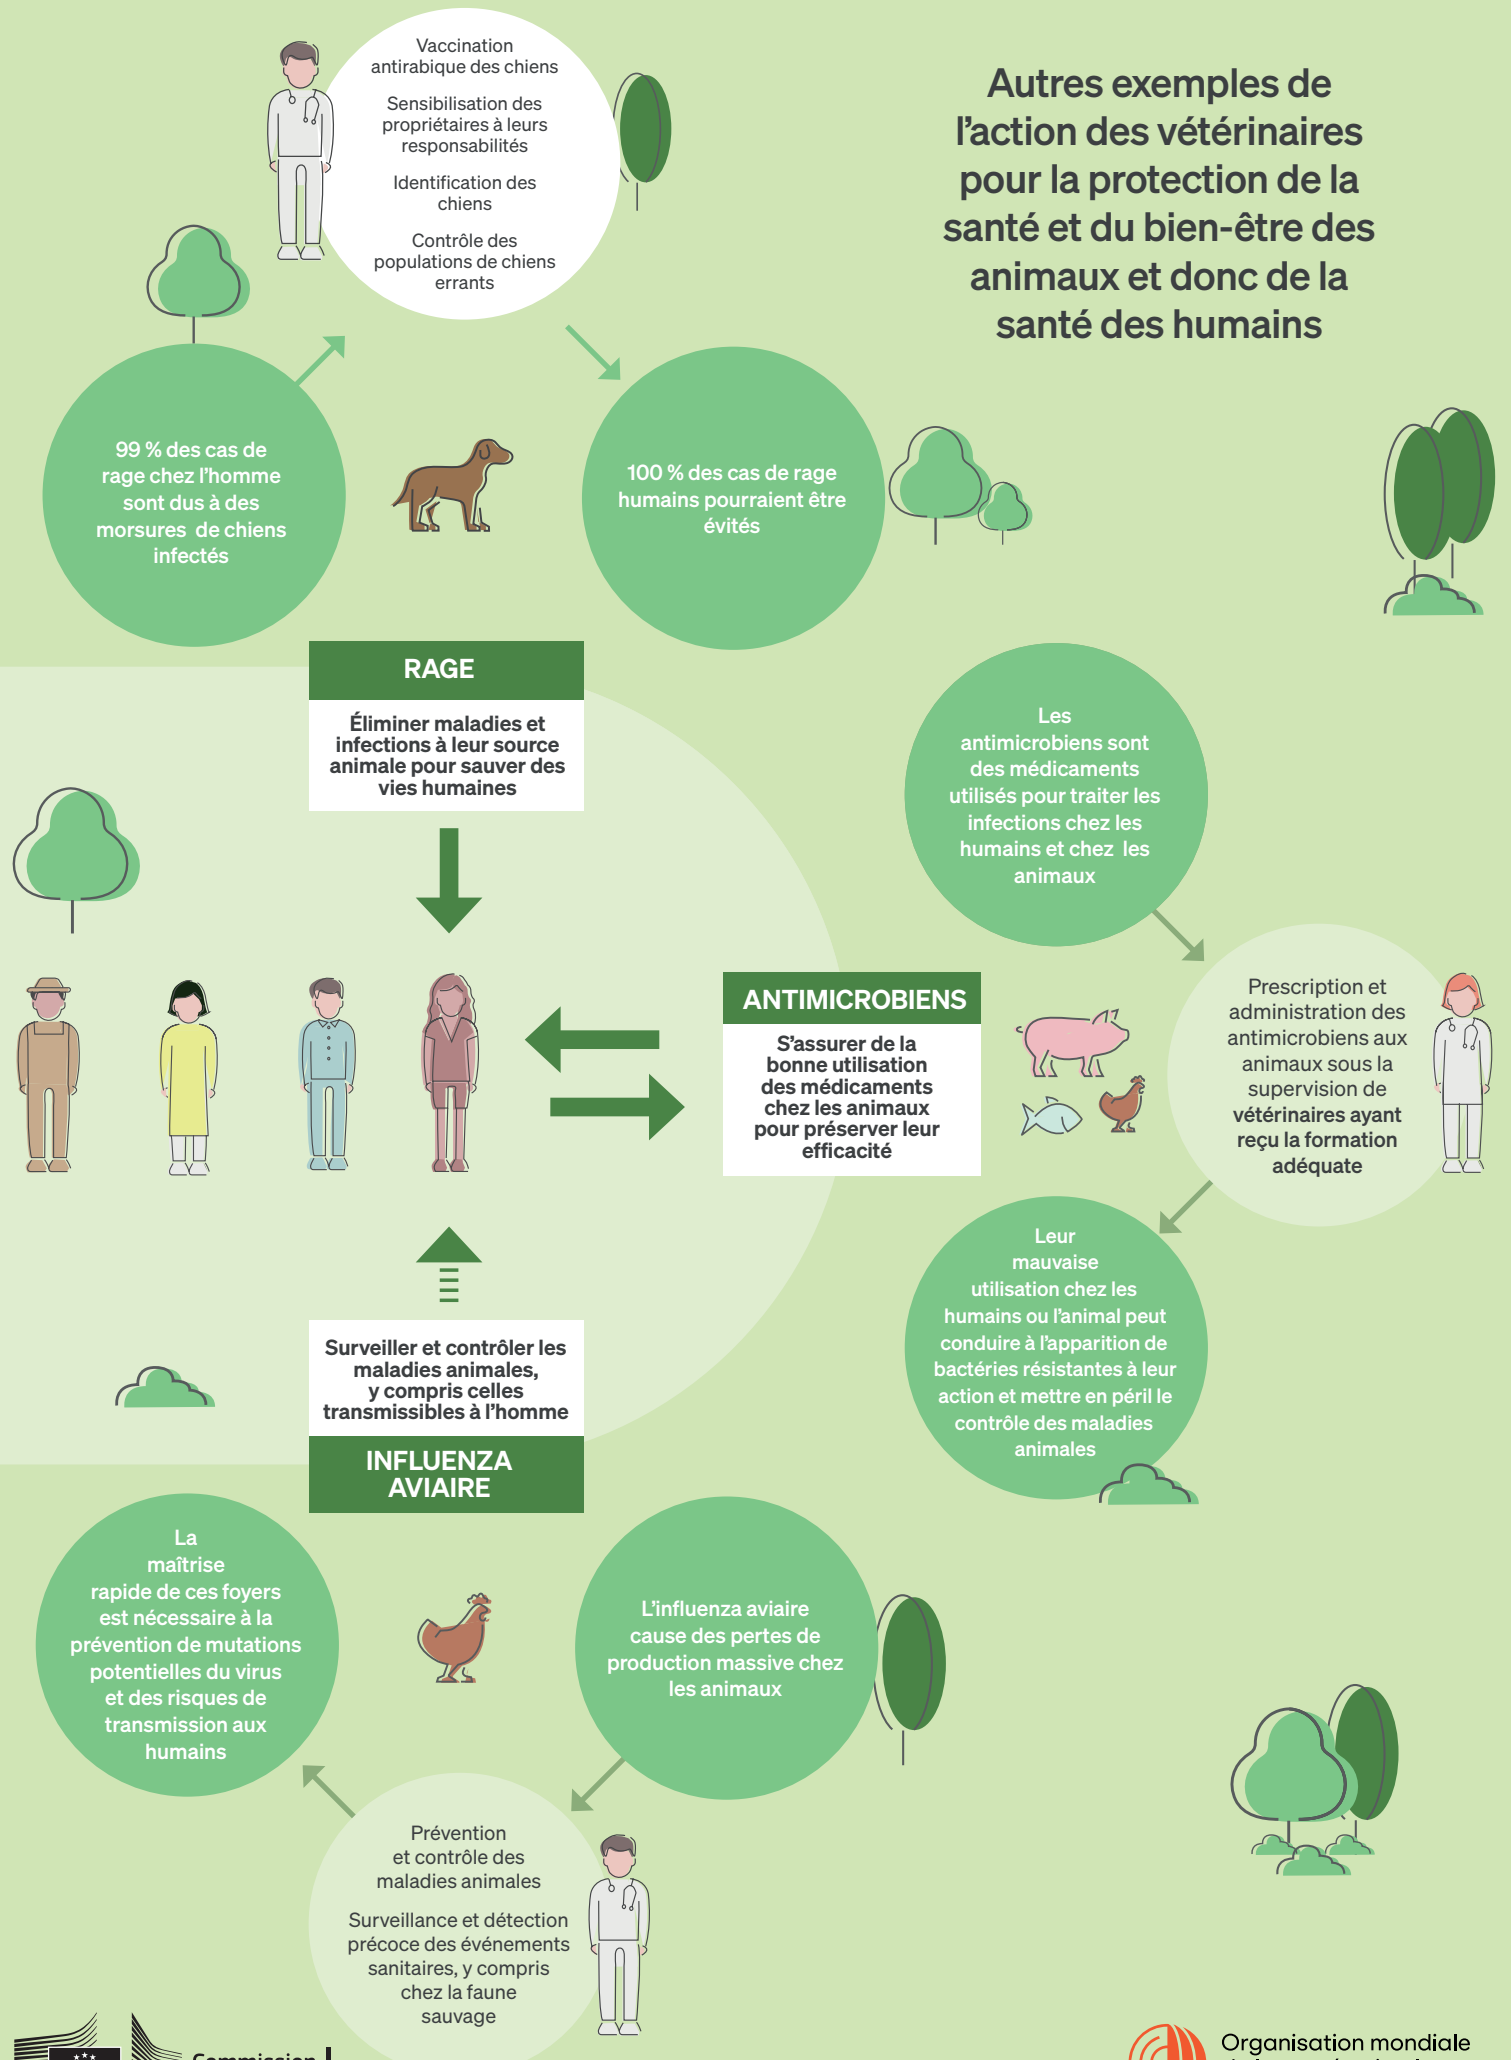 Autres exemples de
l'action des vétérinaires
pour la protection de la
santé et du bien-être des
animaux et donc de la
santé des humains
Vaccination
antirabique des chiens
Sensibilisation des
propriétaires à leurs
responsabilités
Identification des
chiens
Contrôle des
populations de chiens
errants
99 % des cas de
rage chez l'homme
sont dus à des
morsures de chiens
infectés
100 % des cas de rage
humains pourraient être
évités
RAGE
Éliminer maladies et
infections à leur source
animale pour sauver des
vies humaines
Les
antimicrobiens sont
des médicaments
utilisés pour traiter les
infections chez les
humains et chez les
animaux
ANTIMICROBIENS
S'assurer de la
bonne utilisation
des médicaments
chez les animaux
pour préserver leur
efficacité
Prescription et
administration des
antimicrobiens aux
animaux sous la
supervision de
vétérinaires ayant
reçu la formation
adéquate
Leur
mauvaise
utilisation chez les
humains ou l'animal peut
conduire à l'apparition de
bactéries résistantes à leur
action et mettre en péril le
contrôle des maladies
animales
Surveiller et contrôler les
maladies animales,
y compris celles
transmissibles à l'homme
INFLUENZA
AVIAIRE
La
maîtrise
rapide de ces foyers
est nécessaire à la
prévention de mutations
potentielles du virus
et des risques de
transmission aux
humains
L'influenza aviaire
cause des pertes de
production massive chez
les animaux
Prévention
et contrôle des
maladies animales
Surveillance et détection
précoce des événements
sanitaires, y compris
chez la faune
sauvage
Commission
Organisation mondiale